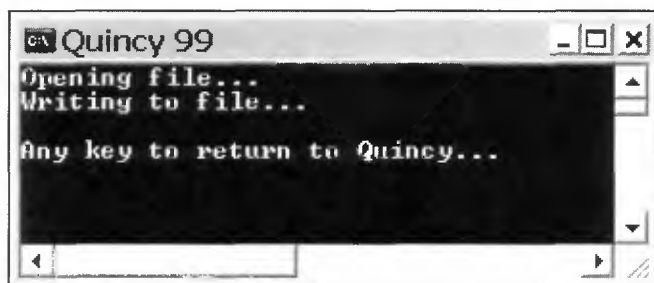 C:\ Quincy 99
Opening file...
Writing to file...
Any key to return to Quincy...